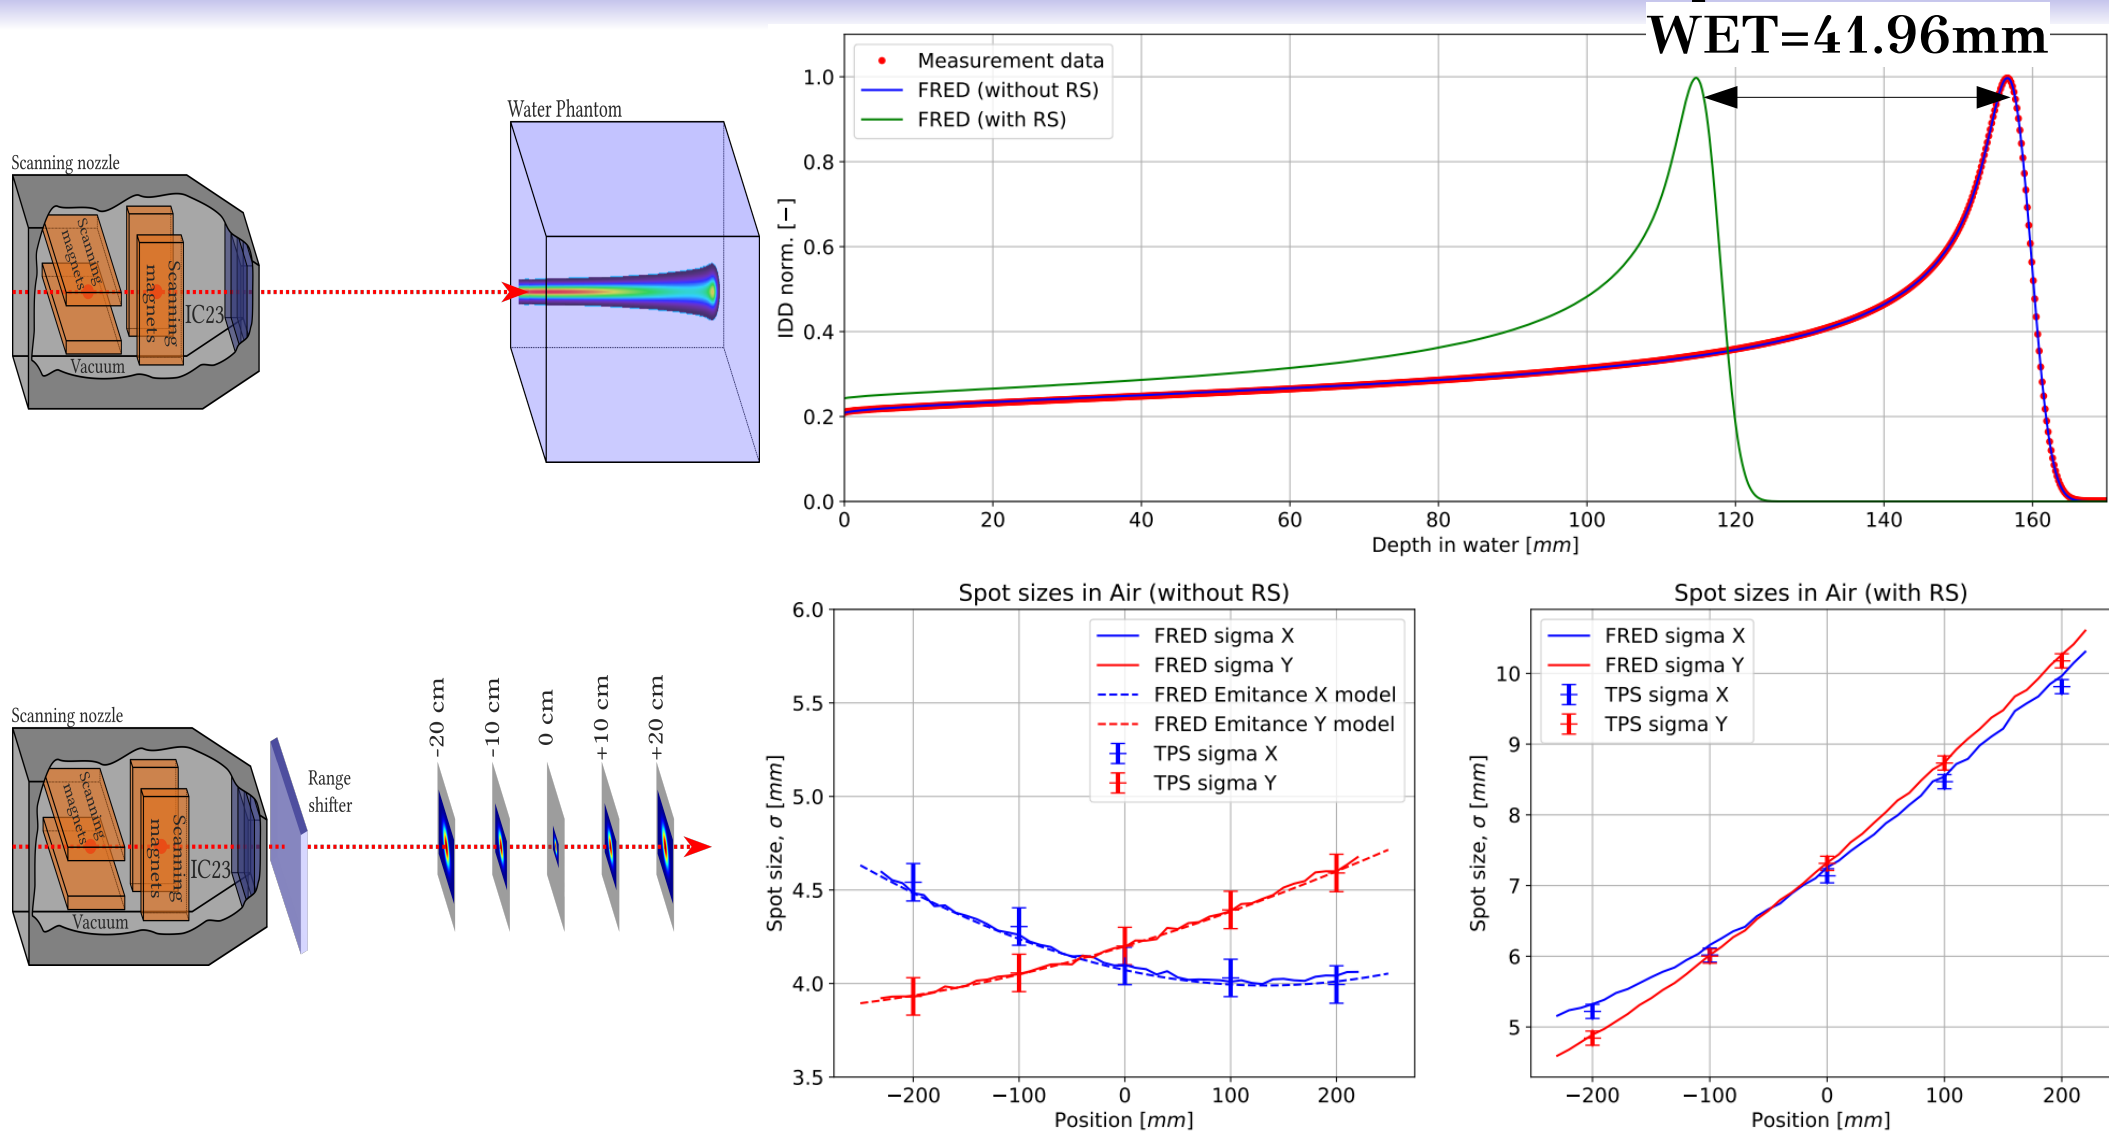 WET=41.96mm
Measurement data
FRED (without RS)
FRED (with RS)
1.0
0.8
0.6
0.4
0.2
0.0
IDD norm. [−]
0 20 40 60 80 100 120 140 160
Depth in water [mm]
Water Phantom
Scanning nozzle
Scanning
magnets
Scanning
magnets
IC23
Vacuum
Scanning nozzle
Scanning
magnets
Scanning
magnets
IC23
Vacuum
Range
shifter
−20 cm
−10 cm
0 cm
+10 cm
+20 cm
Spot sizes in Air (without RS)
FRED sigma X
FRED sigma Y
FRED Emitance X model
FRED Emitance Y model
TPS sigma X
TPS sigma Y
6.0
5.5
5.0
4.5
4.0
3.5
Spot size, σ [mm]
−200 −100 0 100 200
Position [mm]
Spot sizes in Air (with RS)
FRED sigma X
FRED sigma Y
TPS sigma X
TPS sigma Y
10
9
8
7
6
5
Spot size, σ [mm]
−200 −100 0 100 200
Position [mm]